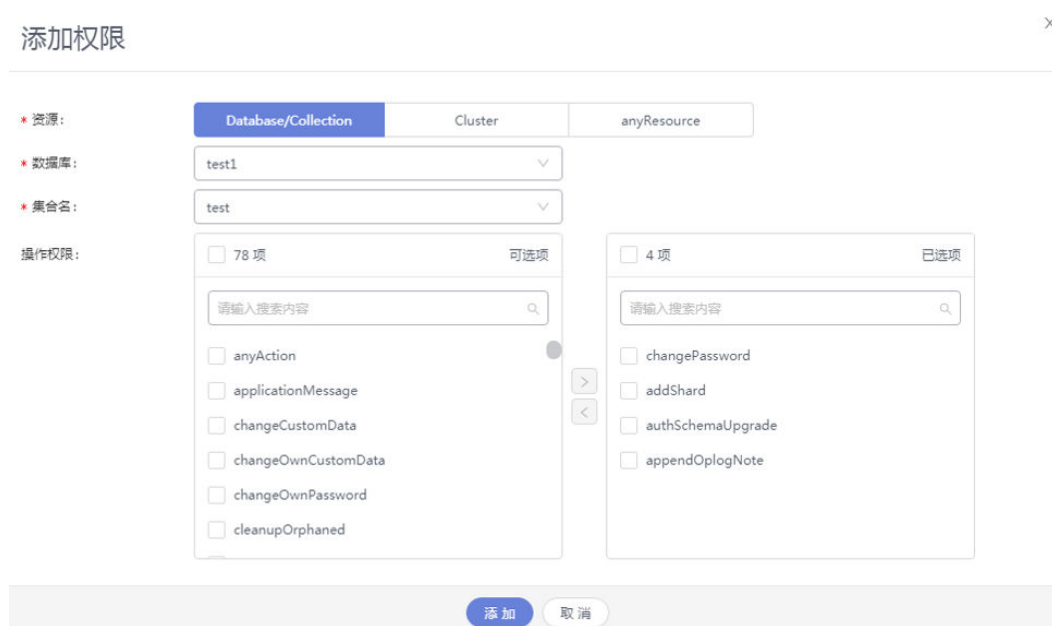 添加权限
* 资源:
Database/Collection
Cluster
anyResource
* 数据库:
test1
* 集合名:
test
操作权限:
78 项
可选项
请输入搜索内容
anyAction
applicationMessage
changeCustomData
changeOwnCustomData
changeOwnPassword
cleanupOrphaned
4 项
已选项
请输入搜索内容
changePassword
addShard
authSchemaUpgrade
appendOplogNote
添加
取消